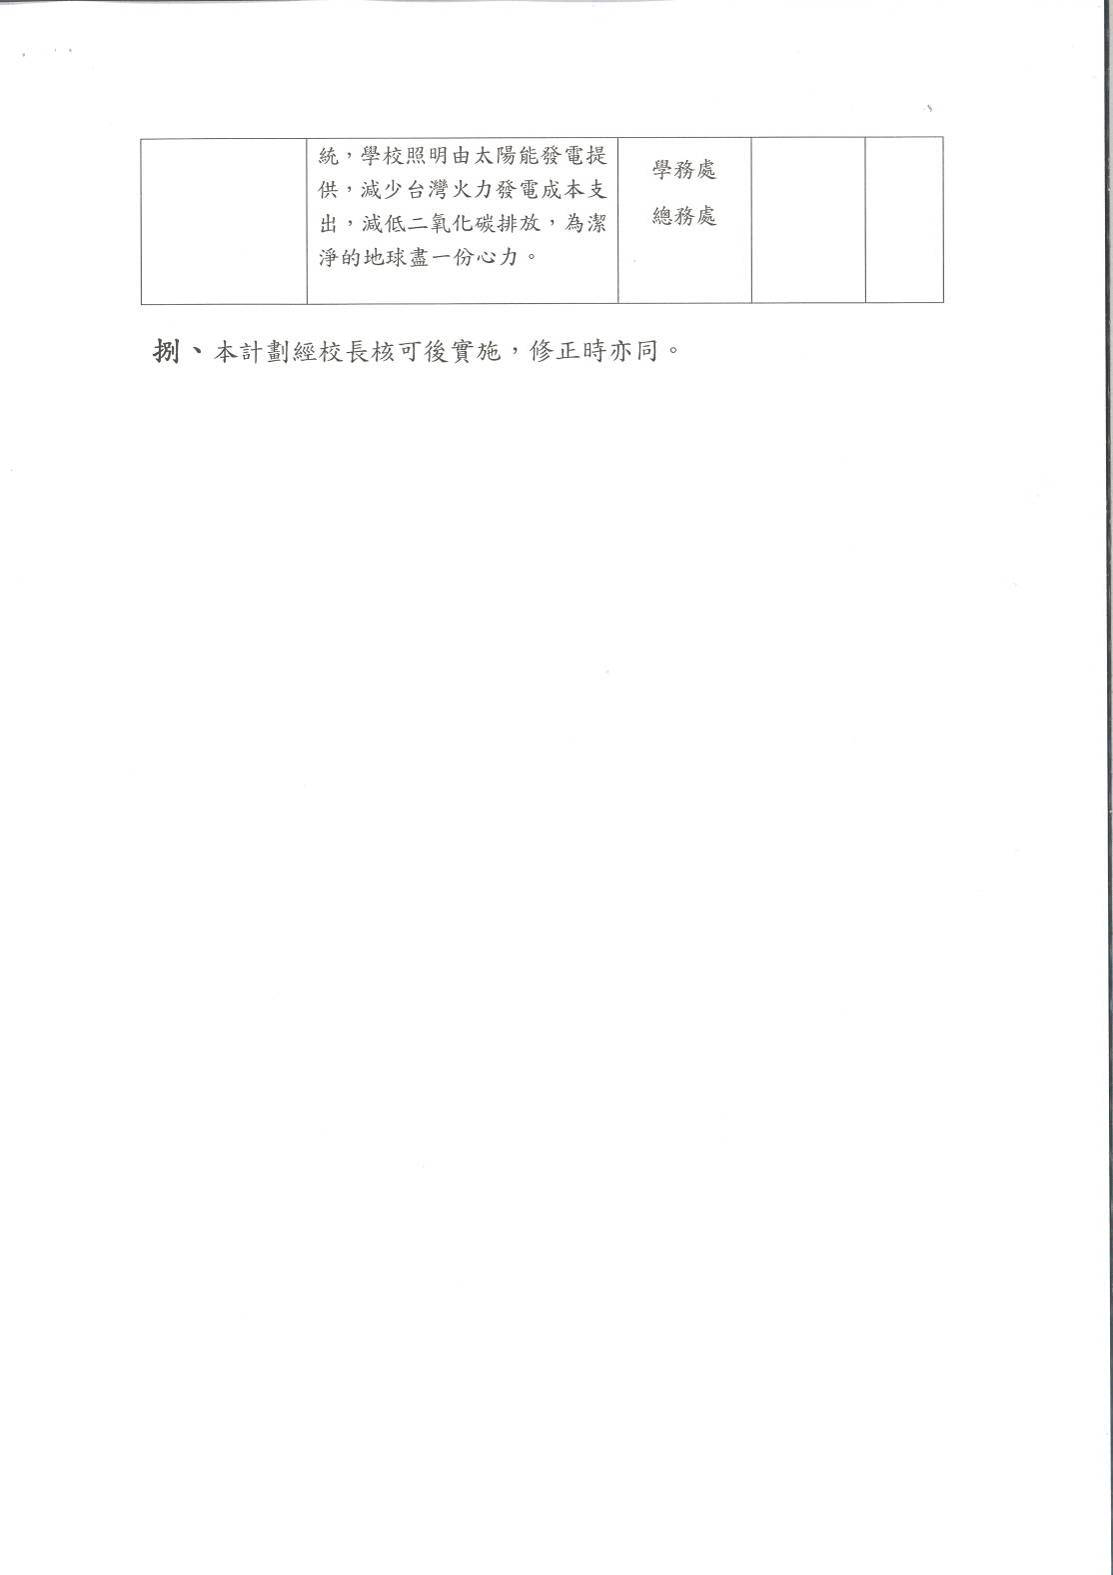 統，學校照明由太陽能發電提
供，減少台灣火力發電成本支
出，減低二氧化碳排放，為潔
淨的地球盡一份心力。
學務處
總務處
捌、本計劃經校長核可後實施，修正時亦同。